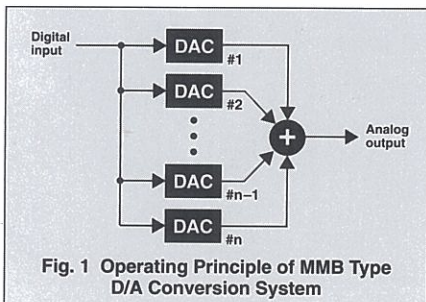 Digital
input
DAC
#1
DAC
#2
+
Analog
output
DAC
#n–1
DAC
#n
Fig. 1 Operating Principle of MMB Type
D/A Conversion System